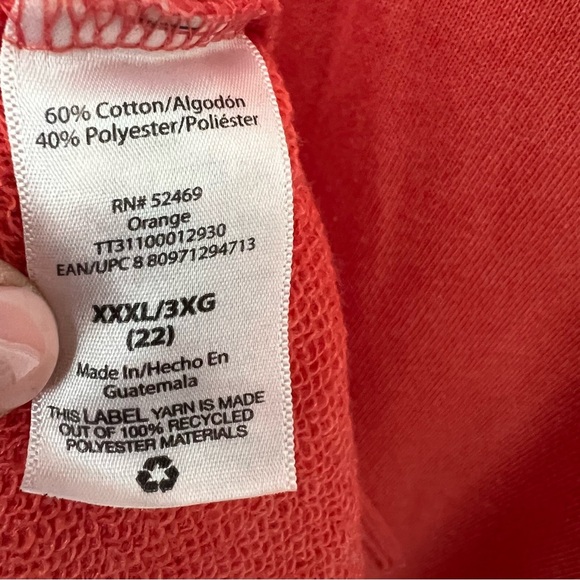 60% Cotton/Algodón
40% Polyester/Poliéster
RN# 52469
Orange
TT31100012930
EAN/UPC 8 80971294713
XXXL/3XG
(22)
Made In/Hecho En
Guatemala
THIS LABEL YARN IS MADE
OUT OF 100% RECYCLED
POLYESTER MATERIALS